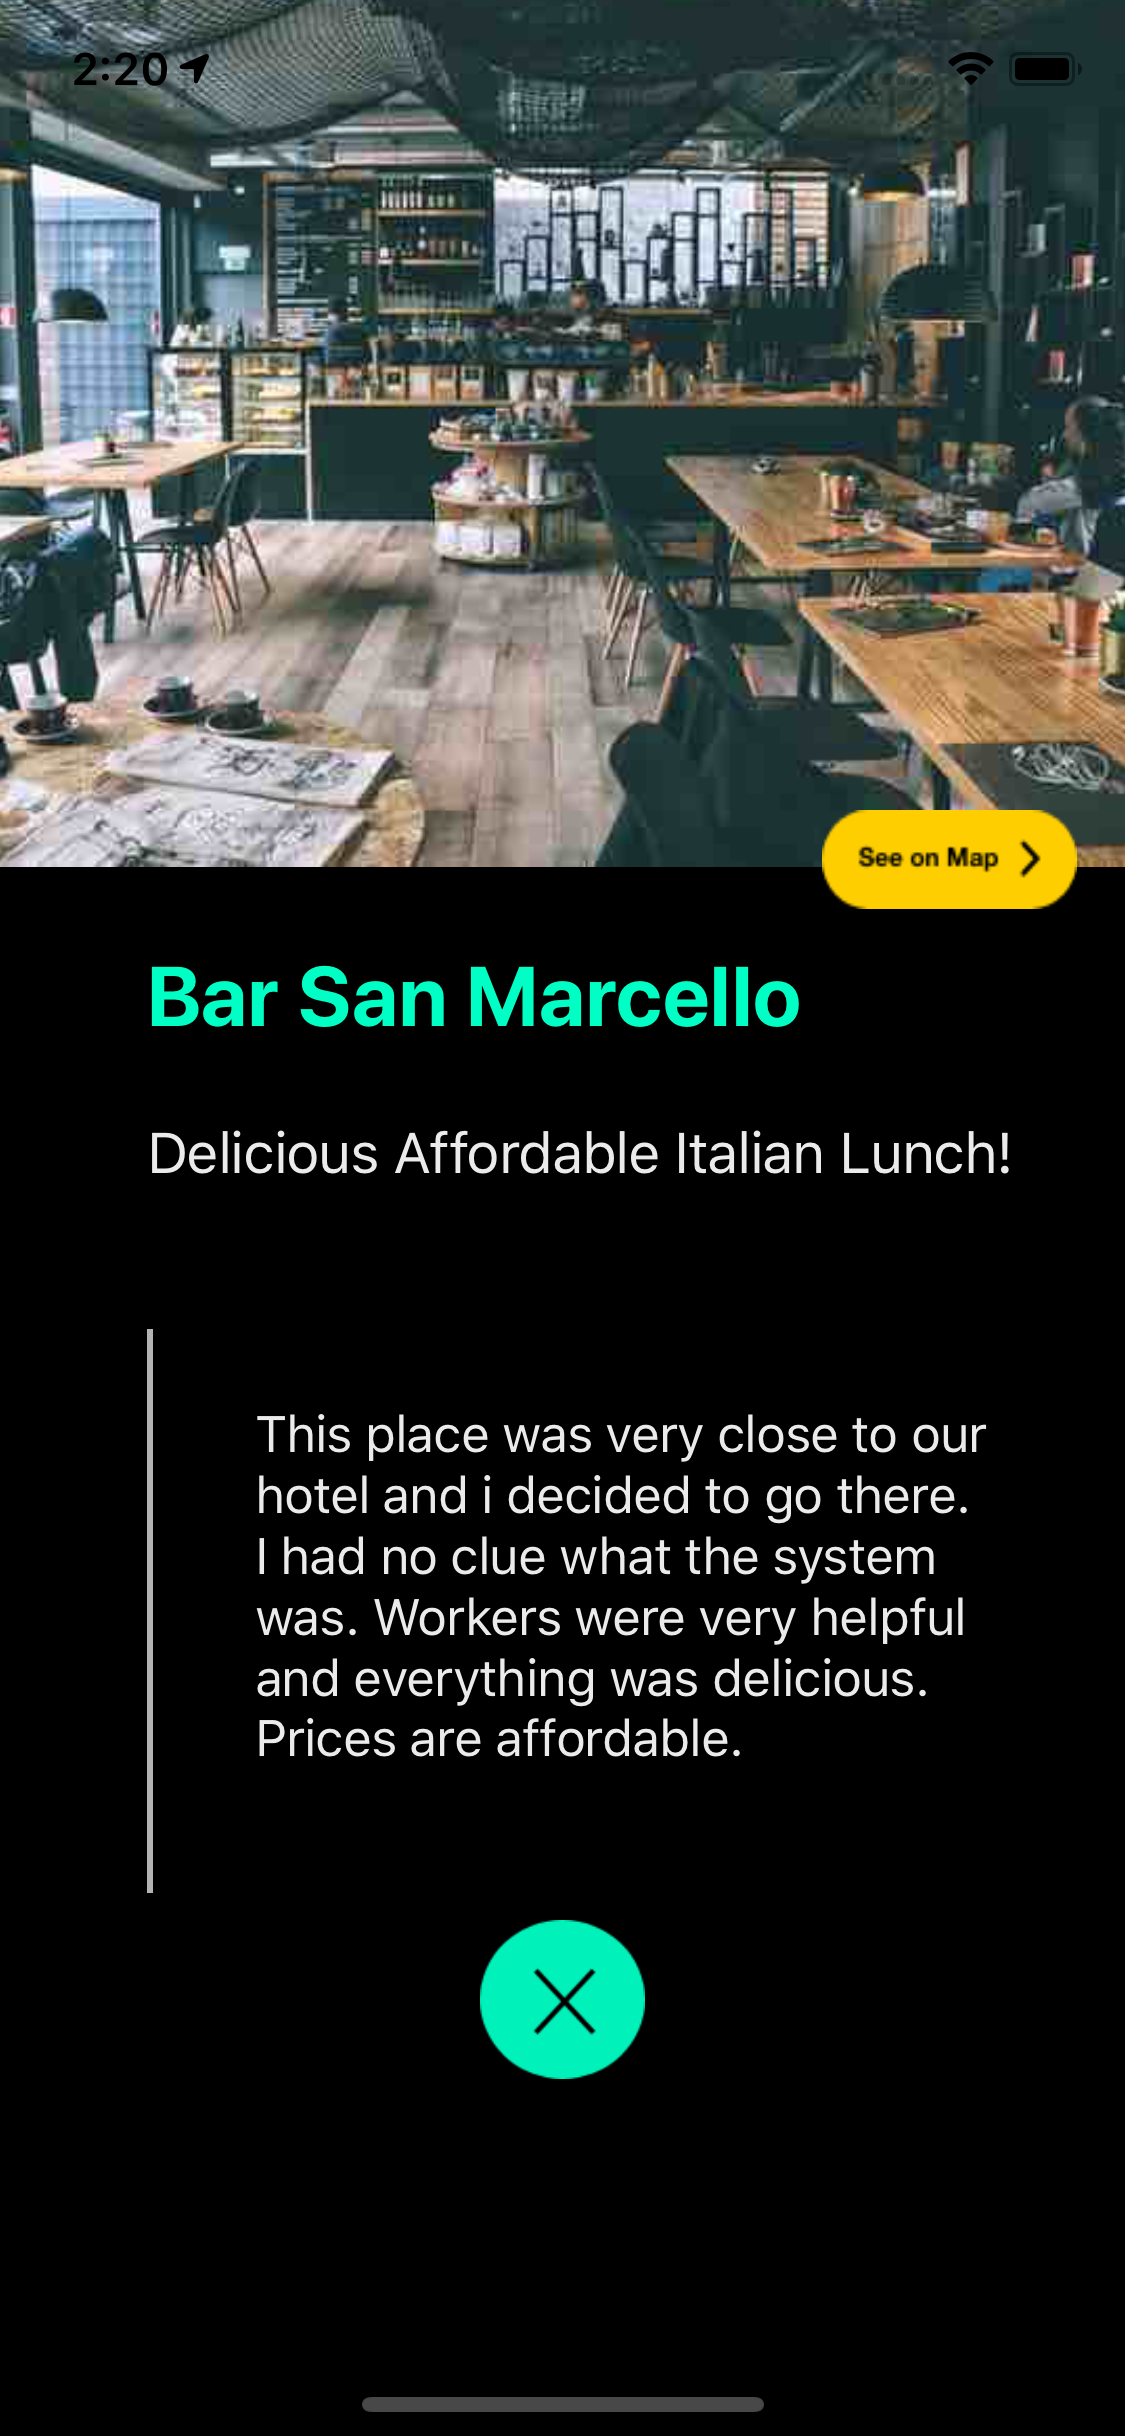 2:20
See on Map
Bar San Marcello
Delicious Affordable Italian Lunch!
This place was very close to our
hotel and i decided to go there.
I had no clue what the system
was. Workers were very helpful
and everything was delicious.
Prices are affordable.